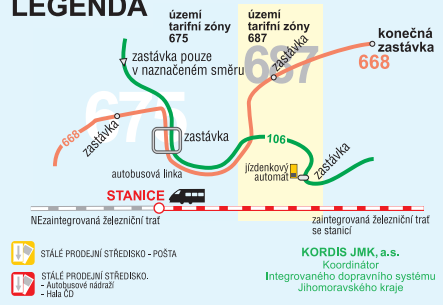 LEGENDA
území
tarifní zóny
675
území
tarifní zóny
687
konečná
zastávka
668
zastávka pouze
v naznačeném směru
zastávka
687
675
zastávka
668
zastávka
106
autobusová linka
jízdenkový
automat
zastávka
STANICE
NEzaintegrovaná železniční trať
zaintegrovaná železniční trať
se stanicí
STÁLÉ PRODEJNÍ STŘEDISKO - POŠTA
STÁLÉ PRODEJNÍ STŘEDISKO.
- Autobusové nádraží
- Hala ČD
KORDIS JMK, a.s.
Koordinátor
Integrovaného dopravního systému
Jihomoravského kraje